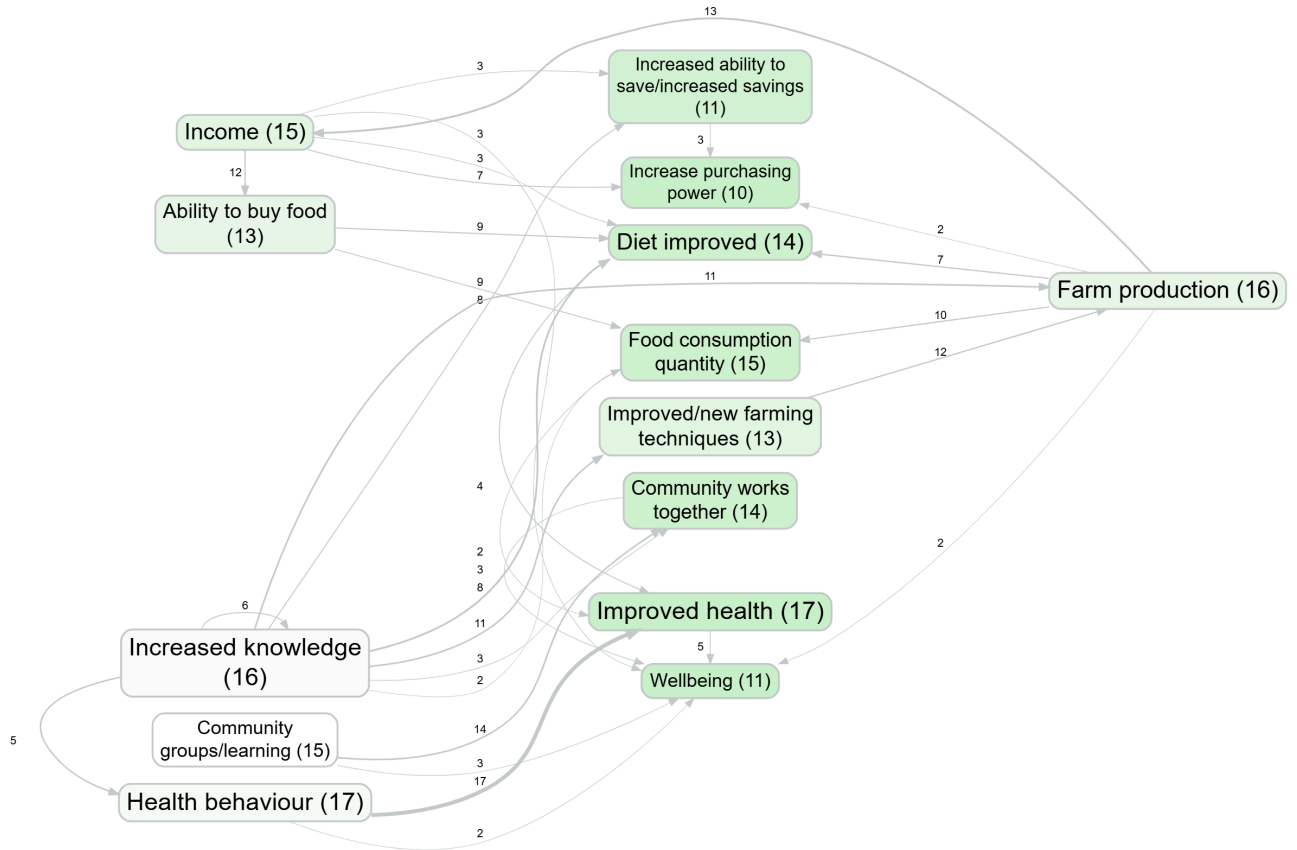 13
3
Increased ability to
save/increased savings
(11)
Income (15)
3
3
3
7
12
Increase purchasing
power (10)
Ability to buy food
(13)
9
Diet improved (14)
2
7
11
Farm production (16)
9
8
10
Food consumption
quantity (15)
12
Improved/new farming
techniques (13)
4
Community works
together (14)
2
2
3
8
6
Improved health (17)
11
Increased knowledge
(16)
5
3
2
Wellbeing (11)
Community
groups/learning (15)
14
5
3
17
Health behaviour (17)
2